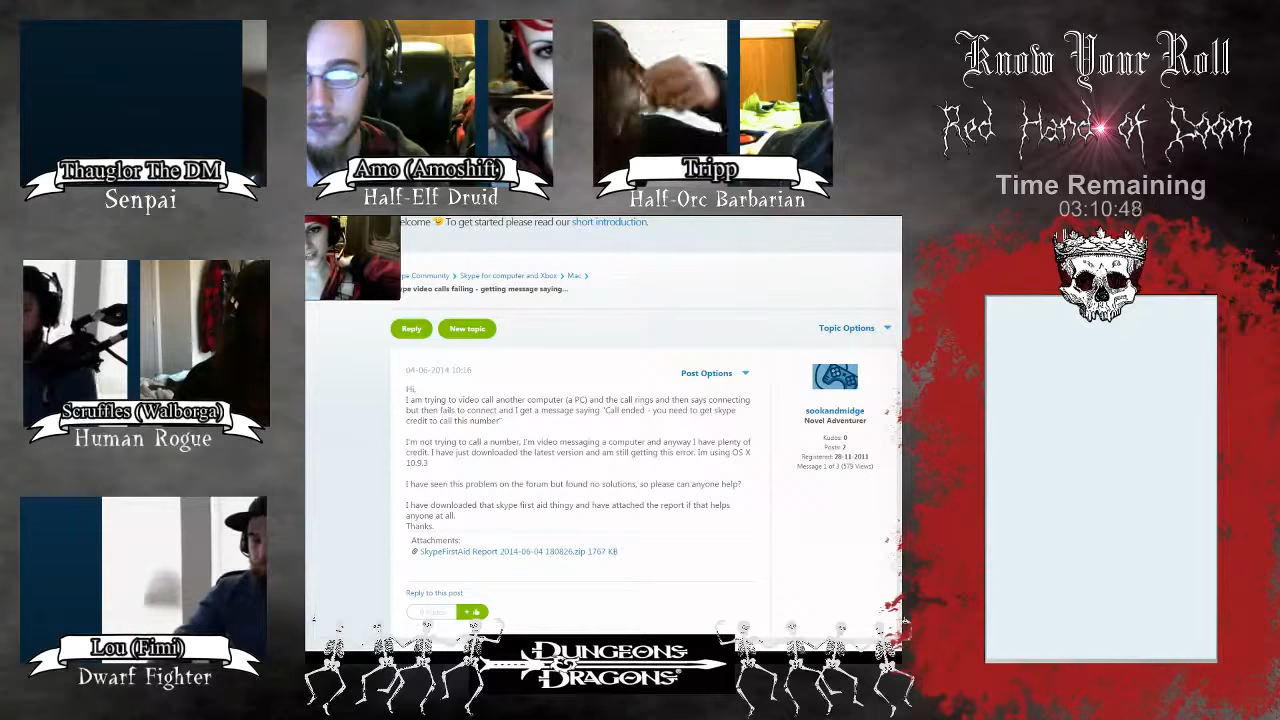 Know Your Roll
Red Hand of Doom
Time Remaining
03:10:48
Thauglor The DM
Senpai
Amo (Amoshift)
Half-Elf Druid
Tripp
Half-Orc Barbarian
Scruffles (Walborga)
Human Rogue
Lou (Fimi)
Dwarf Fighter
elcome To get started please read our short introduction.
pe Community > Skype for computer and Xbox > Mac >
ype video calls failing - getting message saying...
Reply New topic Topic Options
04-06-2014 10:16 Post Options
Hi,
I am trying to video call another computer (a PC) and the call rings and then says connecting
but then fails to connect and I get a message saying "Call ended - you need to get skype
credit to call this number"
I'm not trying to call a number, I'm video messaging a computer and anyway I have plenty of
credit. I have just downloaded the latest version and am still getting this error. Im using OS X
10.9.3
I have seen this problem on the forum but found no solutions, so please can anyone help?
I have downloaded that skype first aid thingy and have attached the report if that helps
anyone at all.
Thanks.
Attachments:
SkypeFirstAid Report 2014-06-04 180826.zip 1767 KB
Reply to this post
0 Kudos +
sookandmidge
Novel Adventurer
Kudos: 0
Posts: 2
Registered: 28-11-2011
Message 1 of 3 (579 Views)
DUNGEONS
&
DRAGONS®